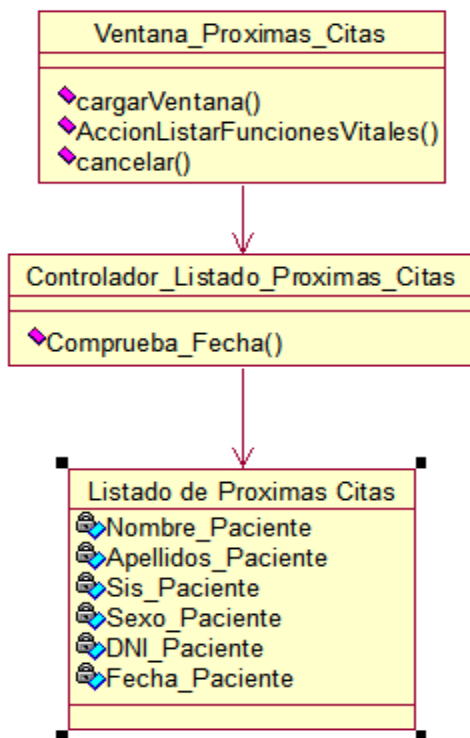 Ventana_Proximas_Citas
cargarVentana()
AccionListarFuncionesVitales()
cancelar()
Controlador_Listado_Proximas_Citas
Comprueba_Fecha()
Listado de Proximas Citas
Nombre_Paciente
Apellidos_Paciente
Sis_Paciente
Sexo_Paciente
DNI_Paciente
Fecha_Paciente